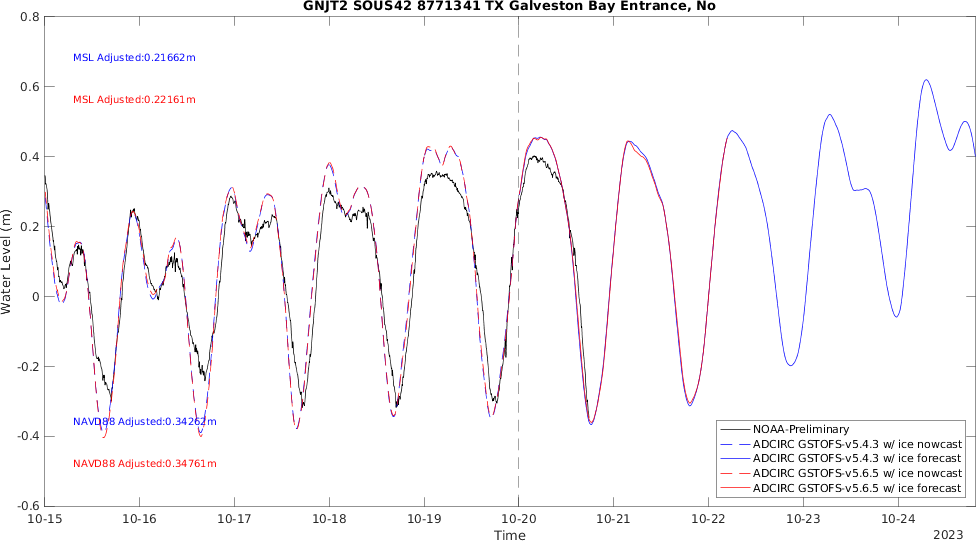 GNJT2 SOUS42 8771341 TX Galveston Bay Entrance, No
0.8
0.6
0.4
0.2
0
-0.2
-0.4
-0.6
Water Level (m)
MSL Adjusted:0.21662m
MSL Adjusted:0.22161m
NAVD88 Adjusted:0.34262m
NAVD88 Adjusted:0.34761m
NOAA-Preliminary
ADCIRC GSTOFS-v5.4.3 w/ ice nowcast
ADCIRC GSTOFS-v5.4.3 w/ ice forecast
ADCIRC GSTOFS-v5.6.5 w/ ice nowcast
ADCIRC GSTOFS-v5.6.5 w/ ice forecast
10-15 10-16 10-17 10-18 10-19 10-20 10-21 10-22 10-23 10-24
Time
2023